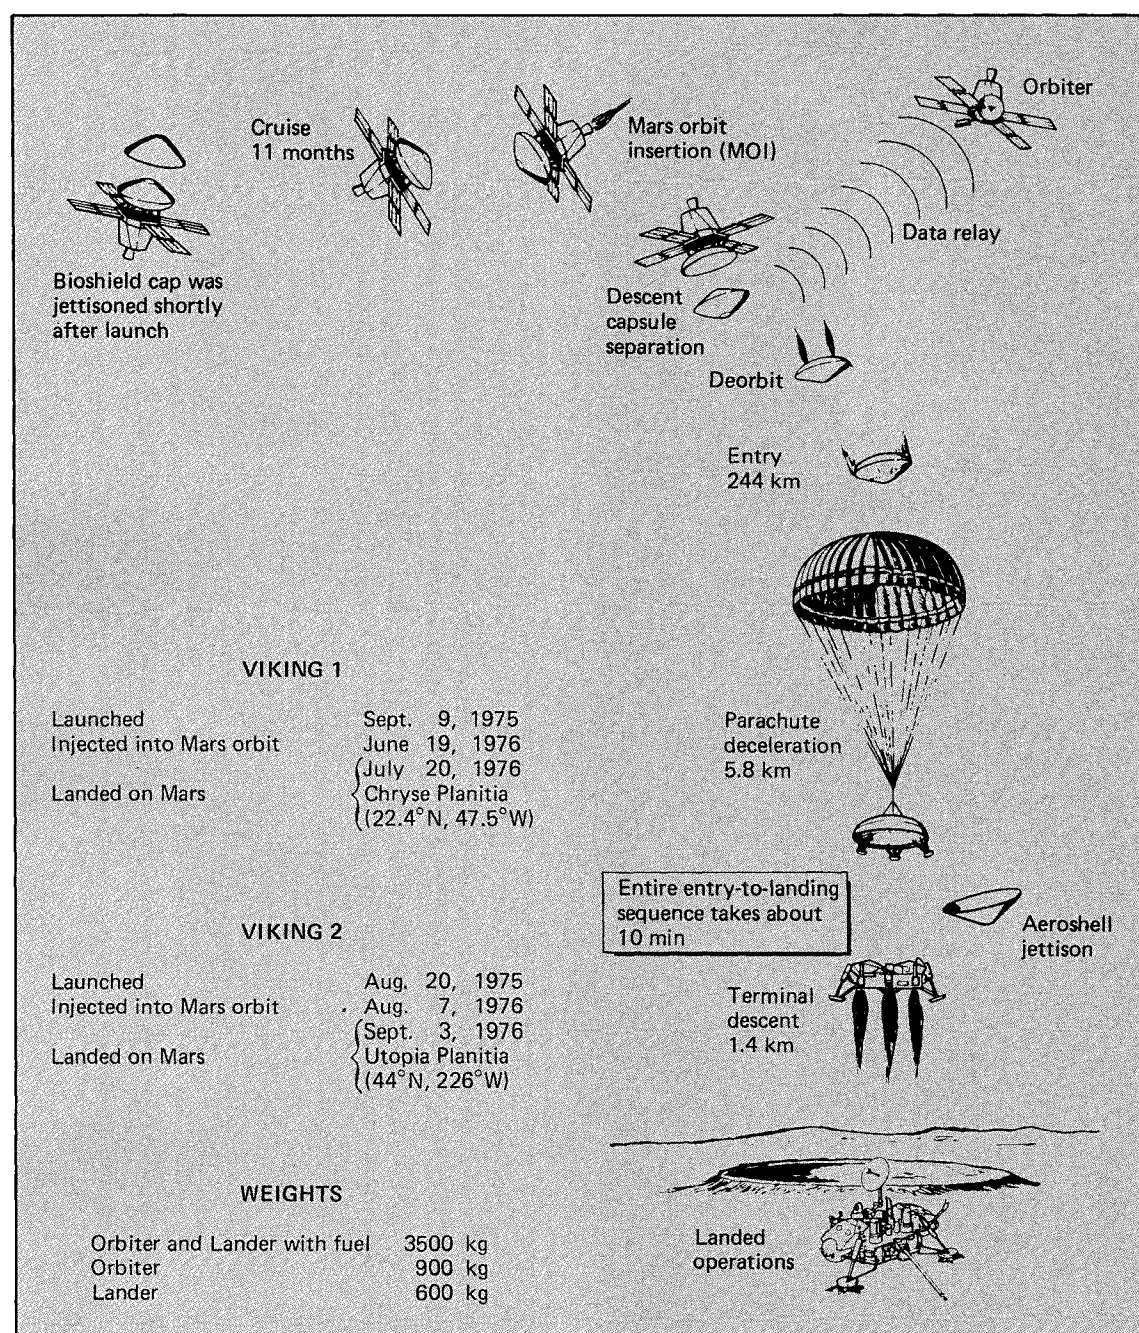 Orbiter
Cruise
11 months
Mars orbit
insertion (MOI)
Data relay
Bioshield cap was
jettisoned shortly
after launch
Descent
capsule
separation
Deorbit
Entry
244 km
VIKING 1
Launched Sept. 9, 1975
Injected into Mars orbit June 19, 1976
July 20, 1976
Landed on Mars Chryse Planitia
(22.4°N, 47.5°W)
Parachute
deceleration
5.8 km
Entire entry-to-landing
sequence takes about
10 min
Aeroshell
jettison
VIKING 2
Launched Aug. 20, 1975
Injected into Mars orbit Aug. 7, 1976
Sept. 3, 1976
Landed on Mars Utopia Planitia
(44°N, 226°W)
Terminal
descent
1.4 km
WEIGHTS
Orbiter and Lander with fuel 3500 kg
Orbiter 900 kg
Lander 600 kg
Landed
operations